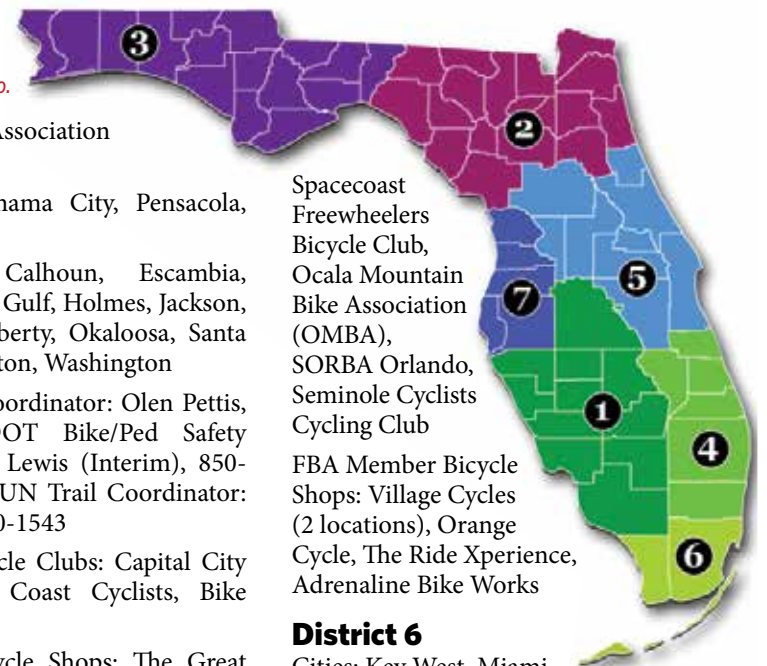 o.
Association
nama City, Pensacola,
Calhoun, Escambia,
Gulf, Holmes, Jackson,
berty, Okaloosa, Santa
ton, Washington
oordinator: Olen Pettis,
OT Bike/Ped Safety
Lewis (Interim), 850-
UN Trail Coordinator:
0-1543
cle Clubs: Capital City
Coast Cyclists, Bike
ycle Shops: The Great
Spacecoast
Freewheelers
Bicycle Club,
Ocala Mountain
Bike Association
(OMBA),
SORBA Orlando,
Seminole Cyclists
Cycling Club
FBA Member Bicycle
Shops: Village Cycles
(2 locations), Orange
Cycle, The Ride Xperience,
Adrenaline Bike Works
District 6
Cities: Key West, Miami
3
2
5
7
1
4
6